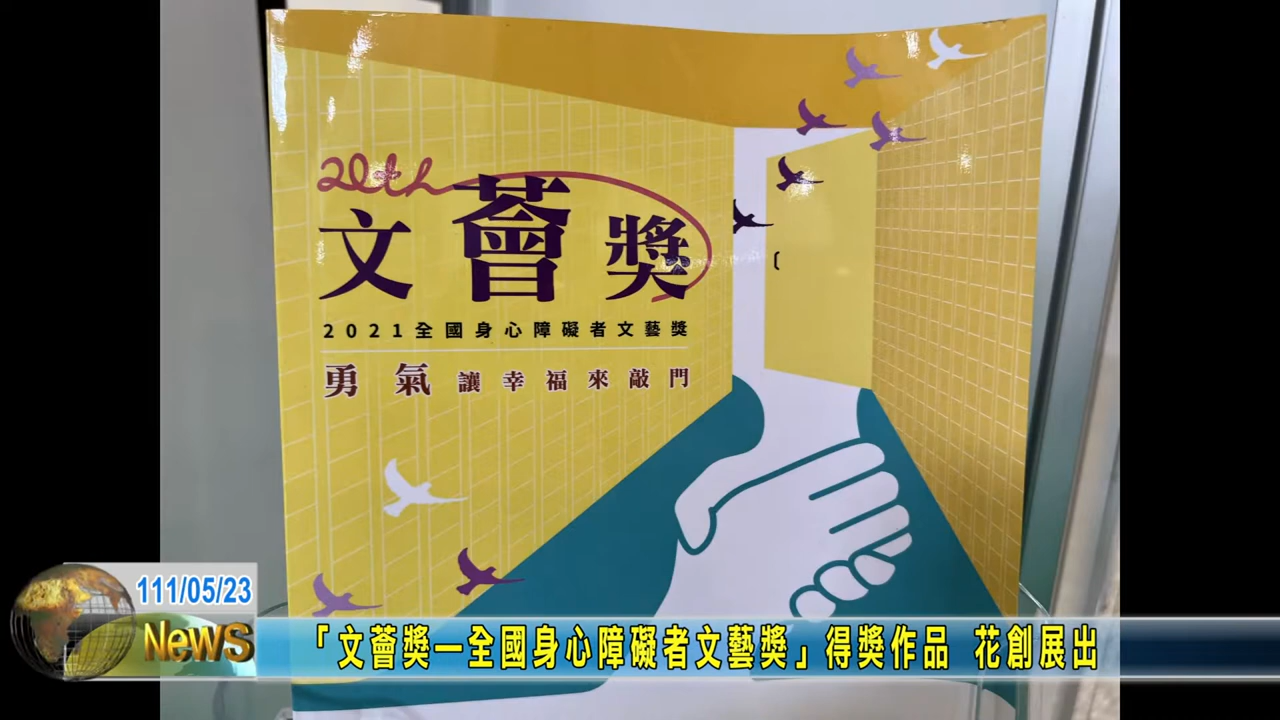 20th
文薈獎
2021全國身心障礙者文藝獎
勇氣讓幸福來敲門
111/05/23
News
「文薈獎—全國身心障礙者文藝獎」得獎作品 花創展出